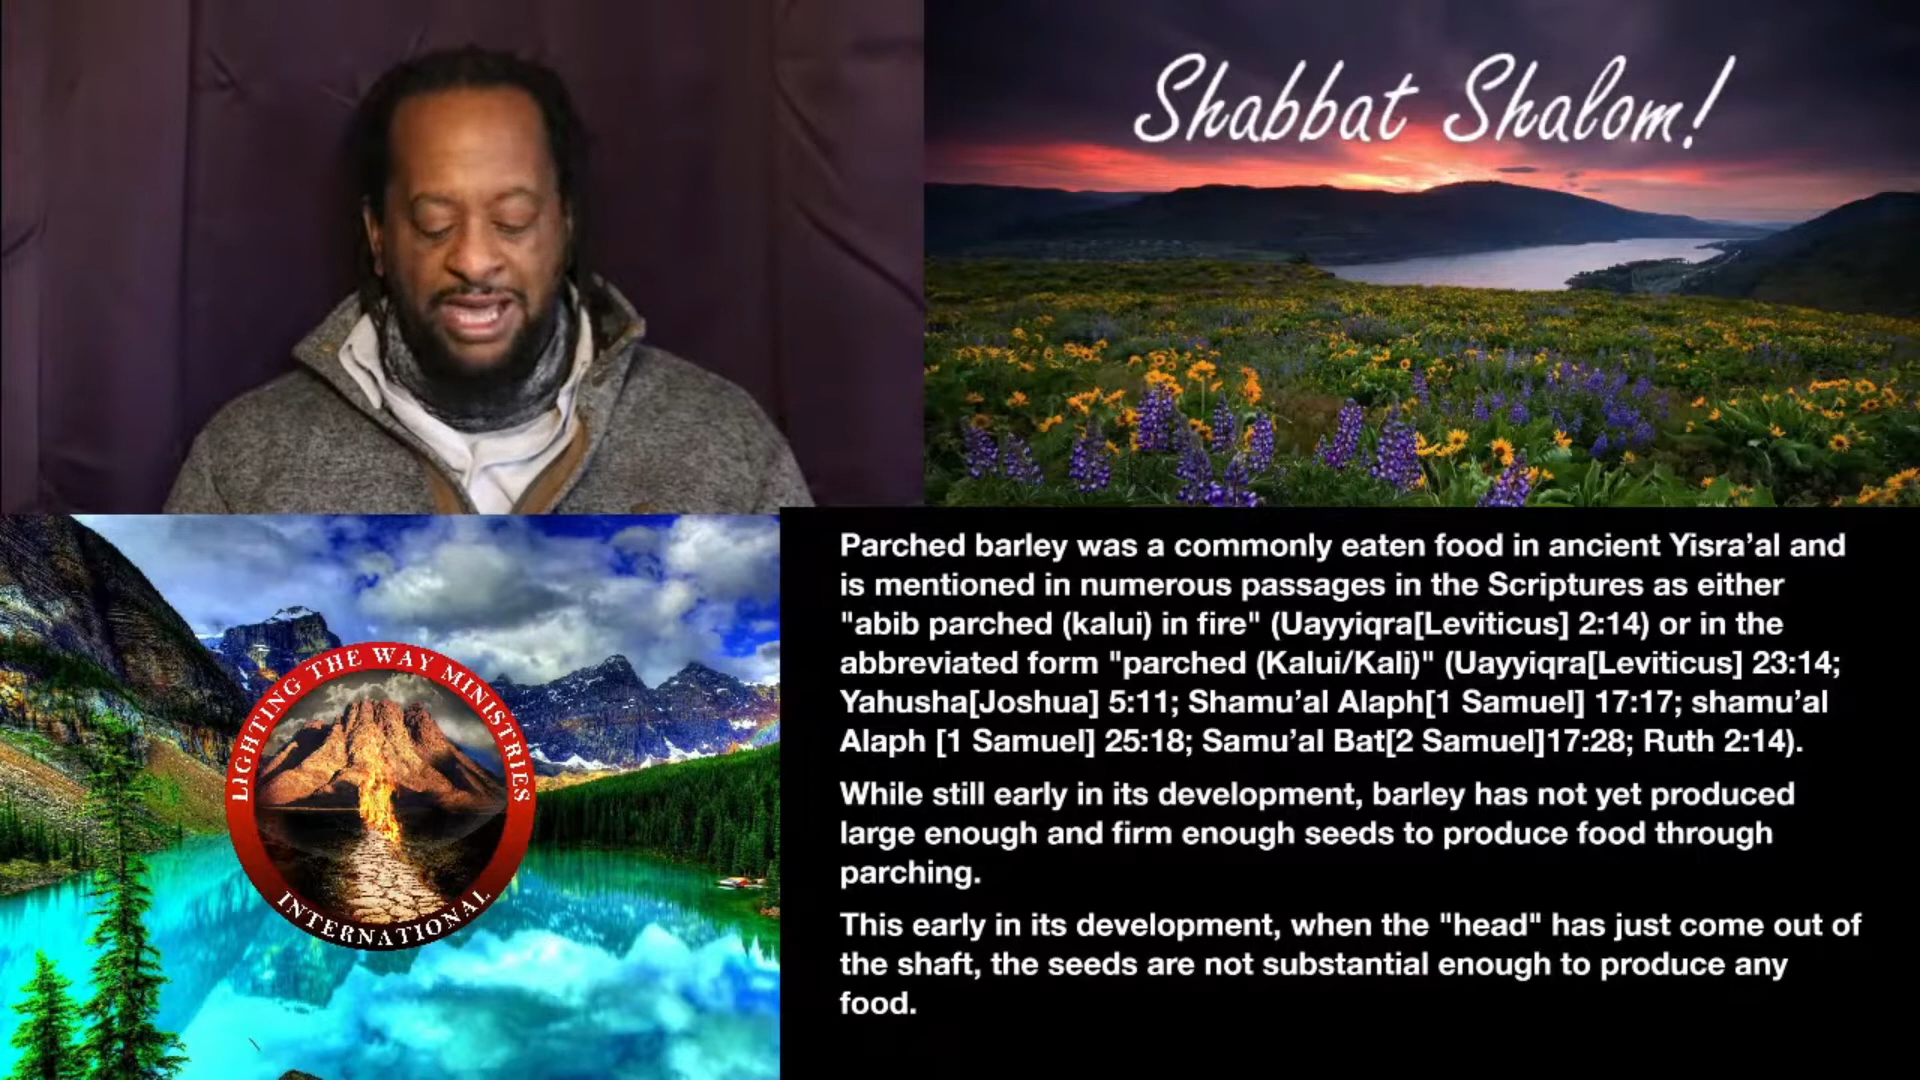 Shabbat Shalom!
LIGHTING THE WAY MINISTRIES
INTERNATIONAL
Parched barley was a commonly eaten food in ancient Yisra’al and
is mentioned in numerous passages in the Scriptures as either
"abib parched (kalui) in fire" (Uayyiqra[Leviticus] 2:14) or in the
abbreviated form "parched (Kalui/Kali)" (Uayyiqra[Leviticus] 23:14;
Yahusha[Joshua] 5:11; Shamu’al Alaph[1 Samuel] 17:17; shamu’al
Alaph [1 Samuel] 25:18; Samu’al Bat[2 Samuel]17:28; Ruth 2:14).
While still early in its development, barley has not yet produced
large enough and firm enough seeds to produce food through
parching.
This early in its development, when the "head" has just come out of
the shaft, the seeds are not substantial enough to produce any
food.